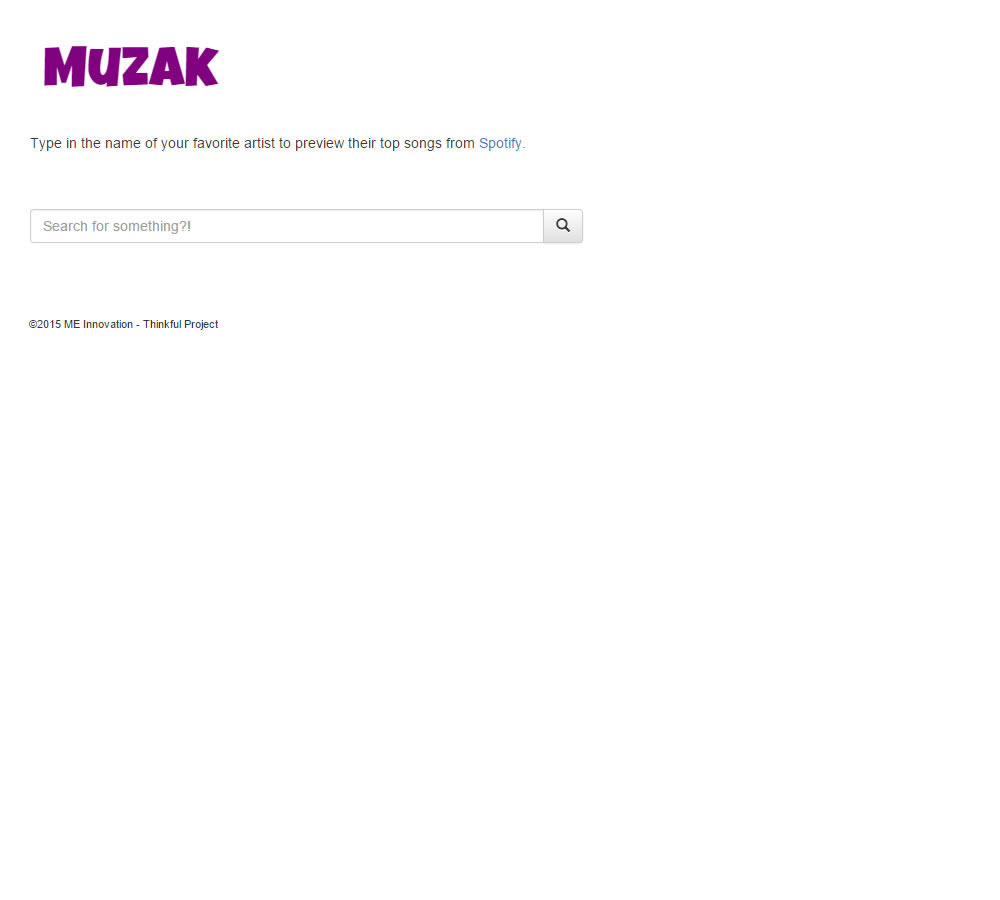 MUZAK
Type in the name of your favorite artist to preview their top songs from Spotify.
Search for something?!
©2015 ME Innovation - Thinkful Project